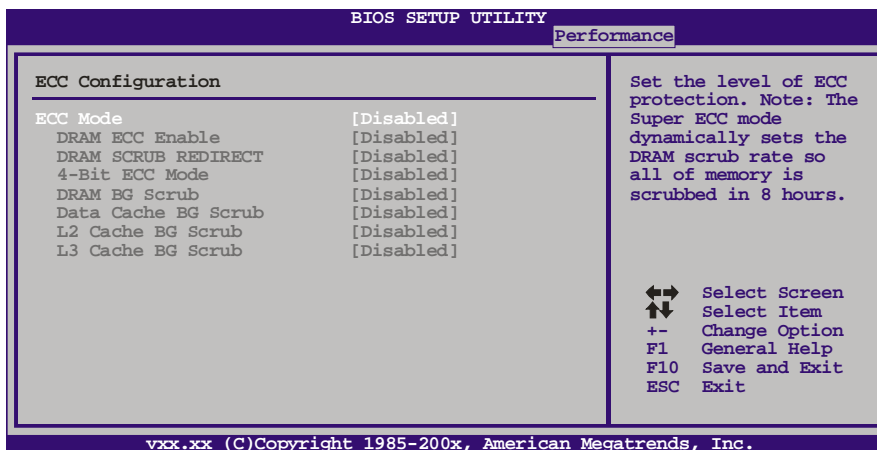 BIOS SETUP UTILITY
Performance
ECC Configuration
ECC Mode [Disabled]
DRAM ECC Enable [Disabled]
DRAM SCRUB REDIRECT [Disabled]
4-Bit ECC Mode [Disabled]
DRAM BG Scrub [Disabled]
Data Cache BG Scrub [Disabled]
L2 Cache BG Scrub [Disabled]
L3 Cache BG Scrub [Disabled]
Set the level of ECC
protection. Note: The
Super ECC mode
dynamically sets the
DRAM scrub rate so
all of memory is
scrubbed in 8 hours.
Select Screen
Select Item
+- Change Option
F1 General Help
F10 Save and Exit
ESC Exit
vxx.xx (C)Copyright 1985-200x, American Megatrends, Inc.